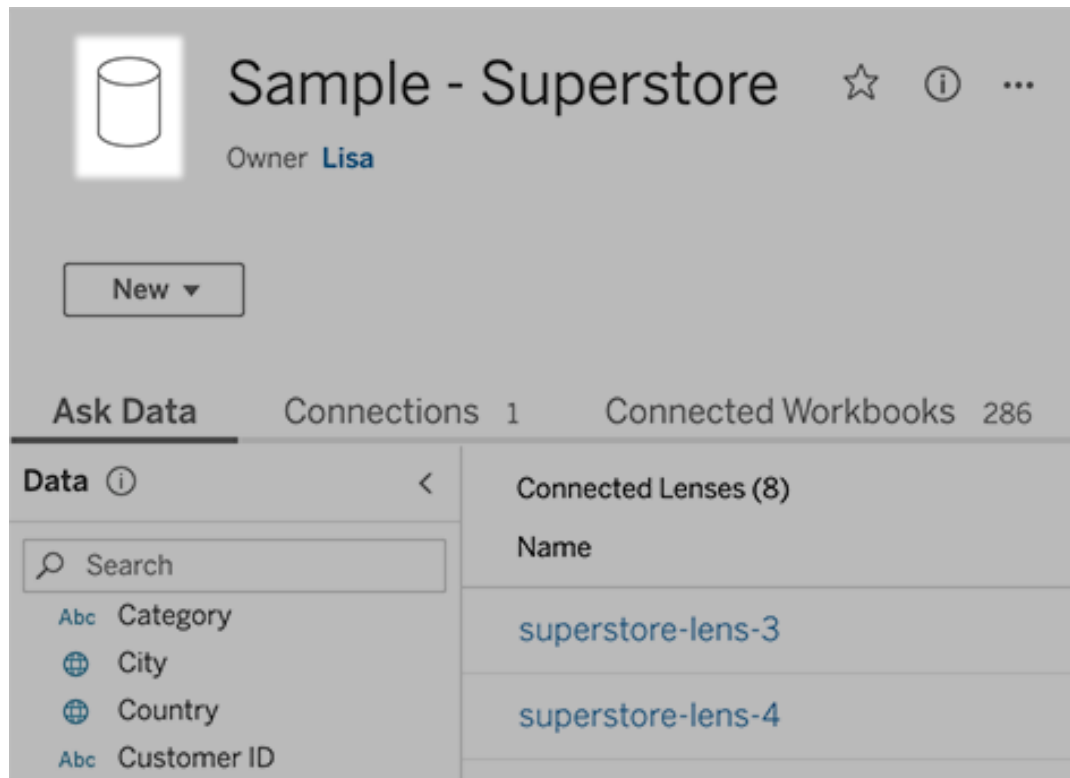 Sample - Superstore
Owner Lisa
New
Ask Data Connections 1 Connected Workbooks 286
Data
Search
Abc Category
City
Country
Abc Customer ID
Connected Lenses (8)
Name
superstore-lens-3
superstore-lens-4